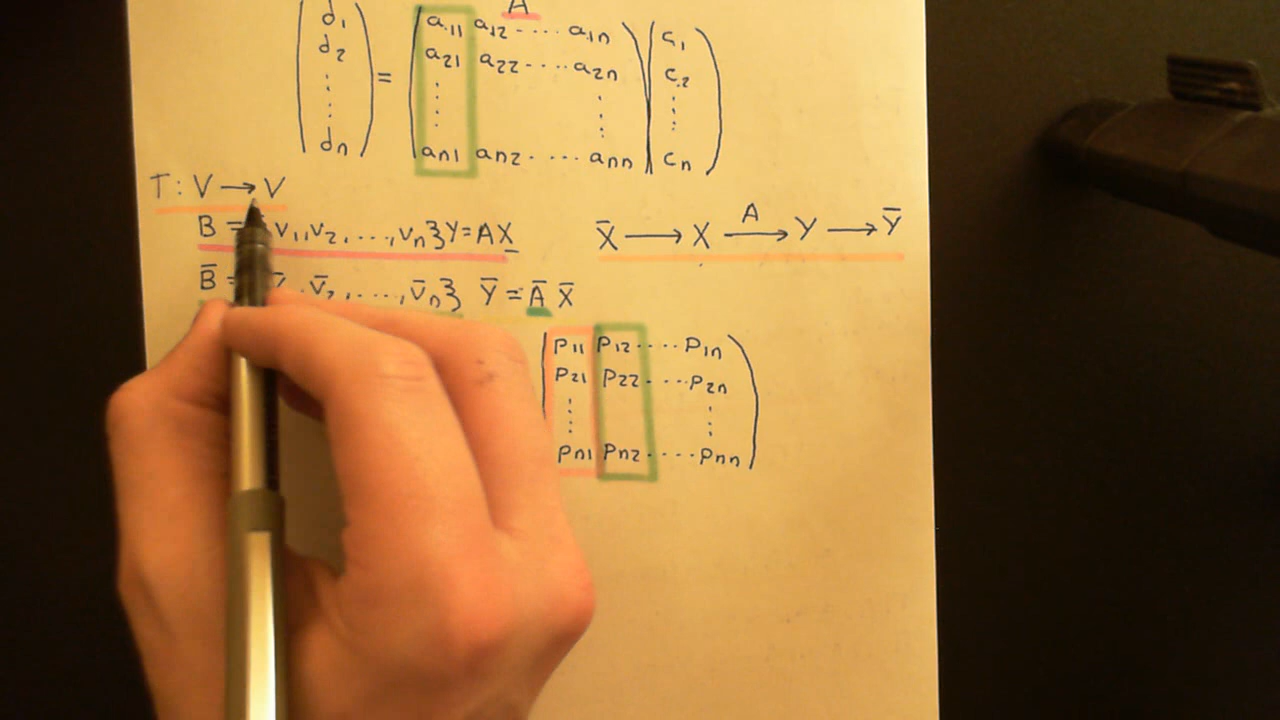 A
d₁ a₁₁ a₁₂ ···· a₁ₙ c₁
d₂ = a₂₁ a₂₂ ···· a₂ₙ c₂
⋮ ⋮ ⋮ ⋮
dₙ aₙ₁ aₙ₂ ···· aₙₙ cₙ
T: V → V
B = v₁, v₂, ..., vₙ} Y = AX
X̄ → X →ᴬ Y → Ȳ
B̄ = , v̄₂, ..., v̄ₙ} Ȳ = Ā X̄
p₁₁ p₁₂ ···· p₁ₙ
p₂₁ p₂₂ ···· p₂ₙ
⋮ ⋮
pₙ₁ pₙ₂ ···· pₙₙ